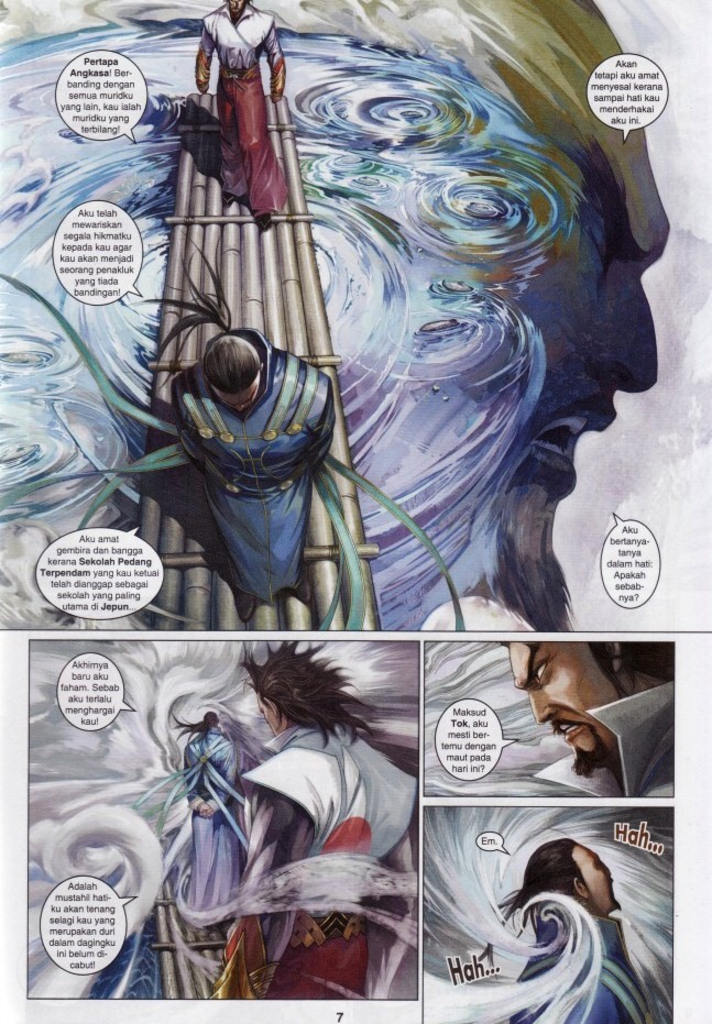 Pertapa
Angkasa! Ber-
banding dengan
semua muridku
yang lain, kau ialah
muridku yang
terbilang!
Akan
tetapi aku amat
menyesal kerana
sampai hati kau
menderhakai
aku ini.
Aku telah
mewariskan
segala hikmatku
kepada kau agar
kau akan menjadi
seorang penakluk
yang tiada
bandingan!
Aku amat
gembira dan bangga
kerana Sekolah Pedang
Terpendam yang kau ketuai
telah dianggap sebagai
sekolah yang paling
utama di Jepun...
Aku
bertanya-
tanya dalam
hati:
Apakah
sebab-
nya?
Akhirnya
baru aku
faham. Sebab
aku terlalu
menghargai
kau!
Adalah
mustahil hati-
ku akan tenang
selagi kau yang
merupakan duri
dalam dagingku
ini belum di-
cabut!
Maksud
Tok, aku
mesti ber-
temu dengan
maut pada
hari ini?
Em.
Hah...
Hah...
7